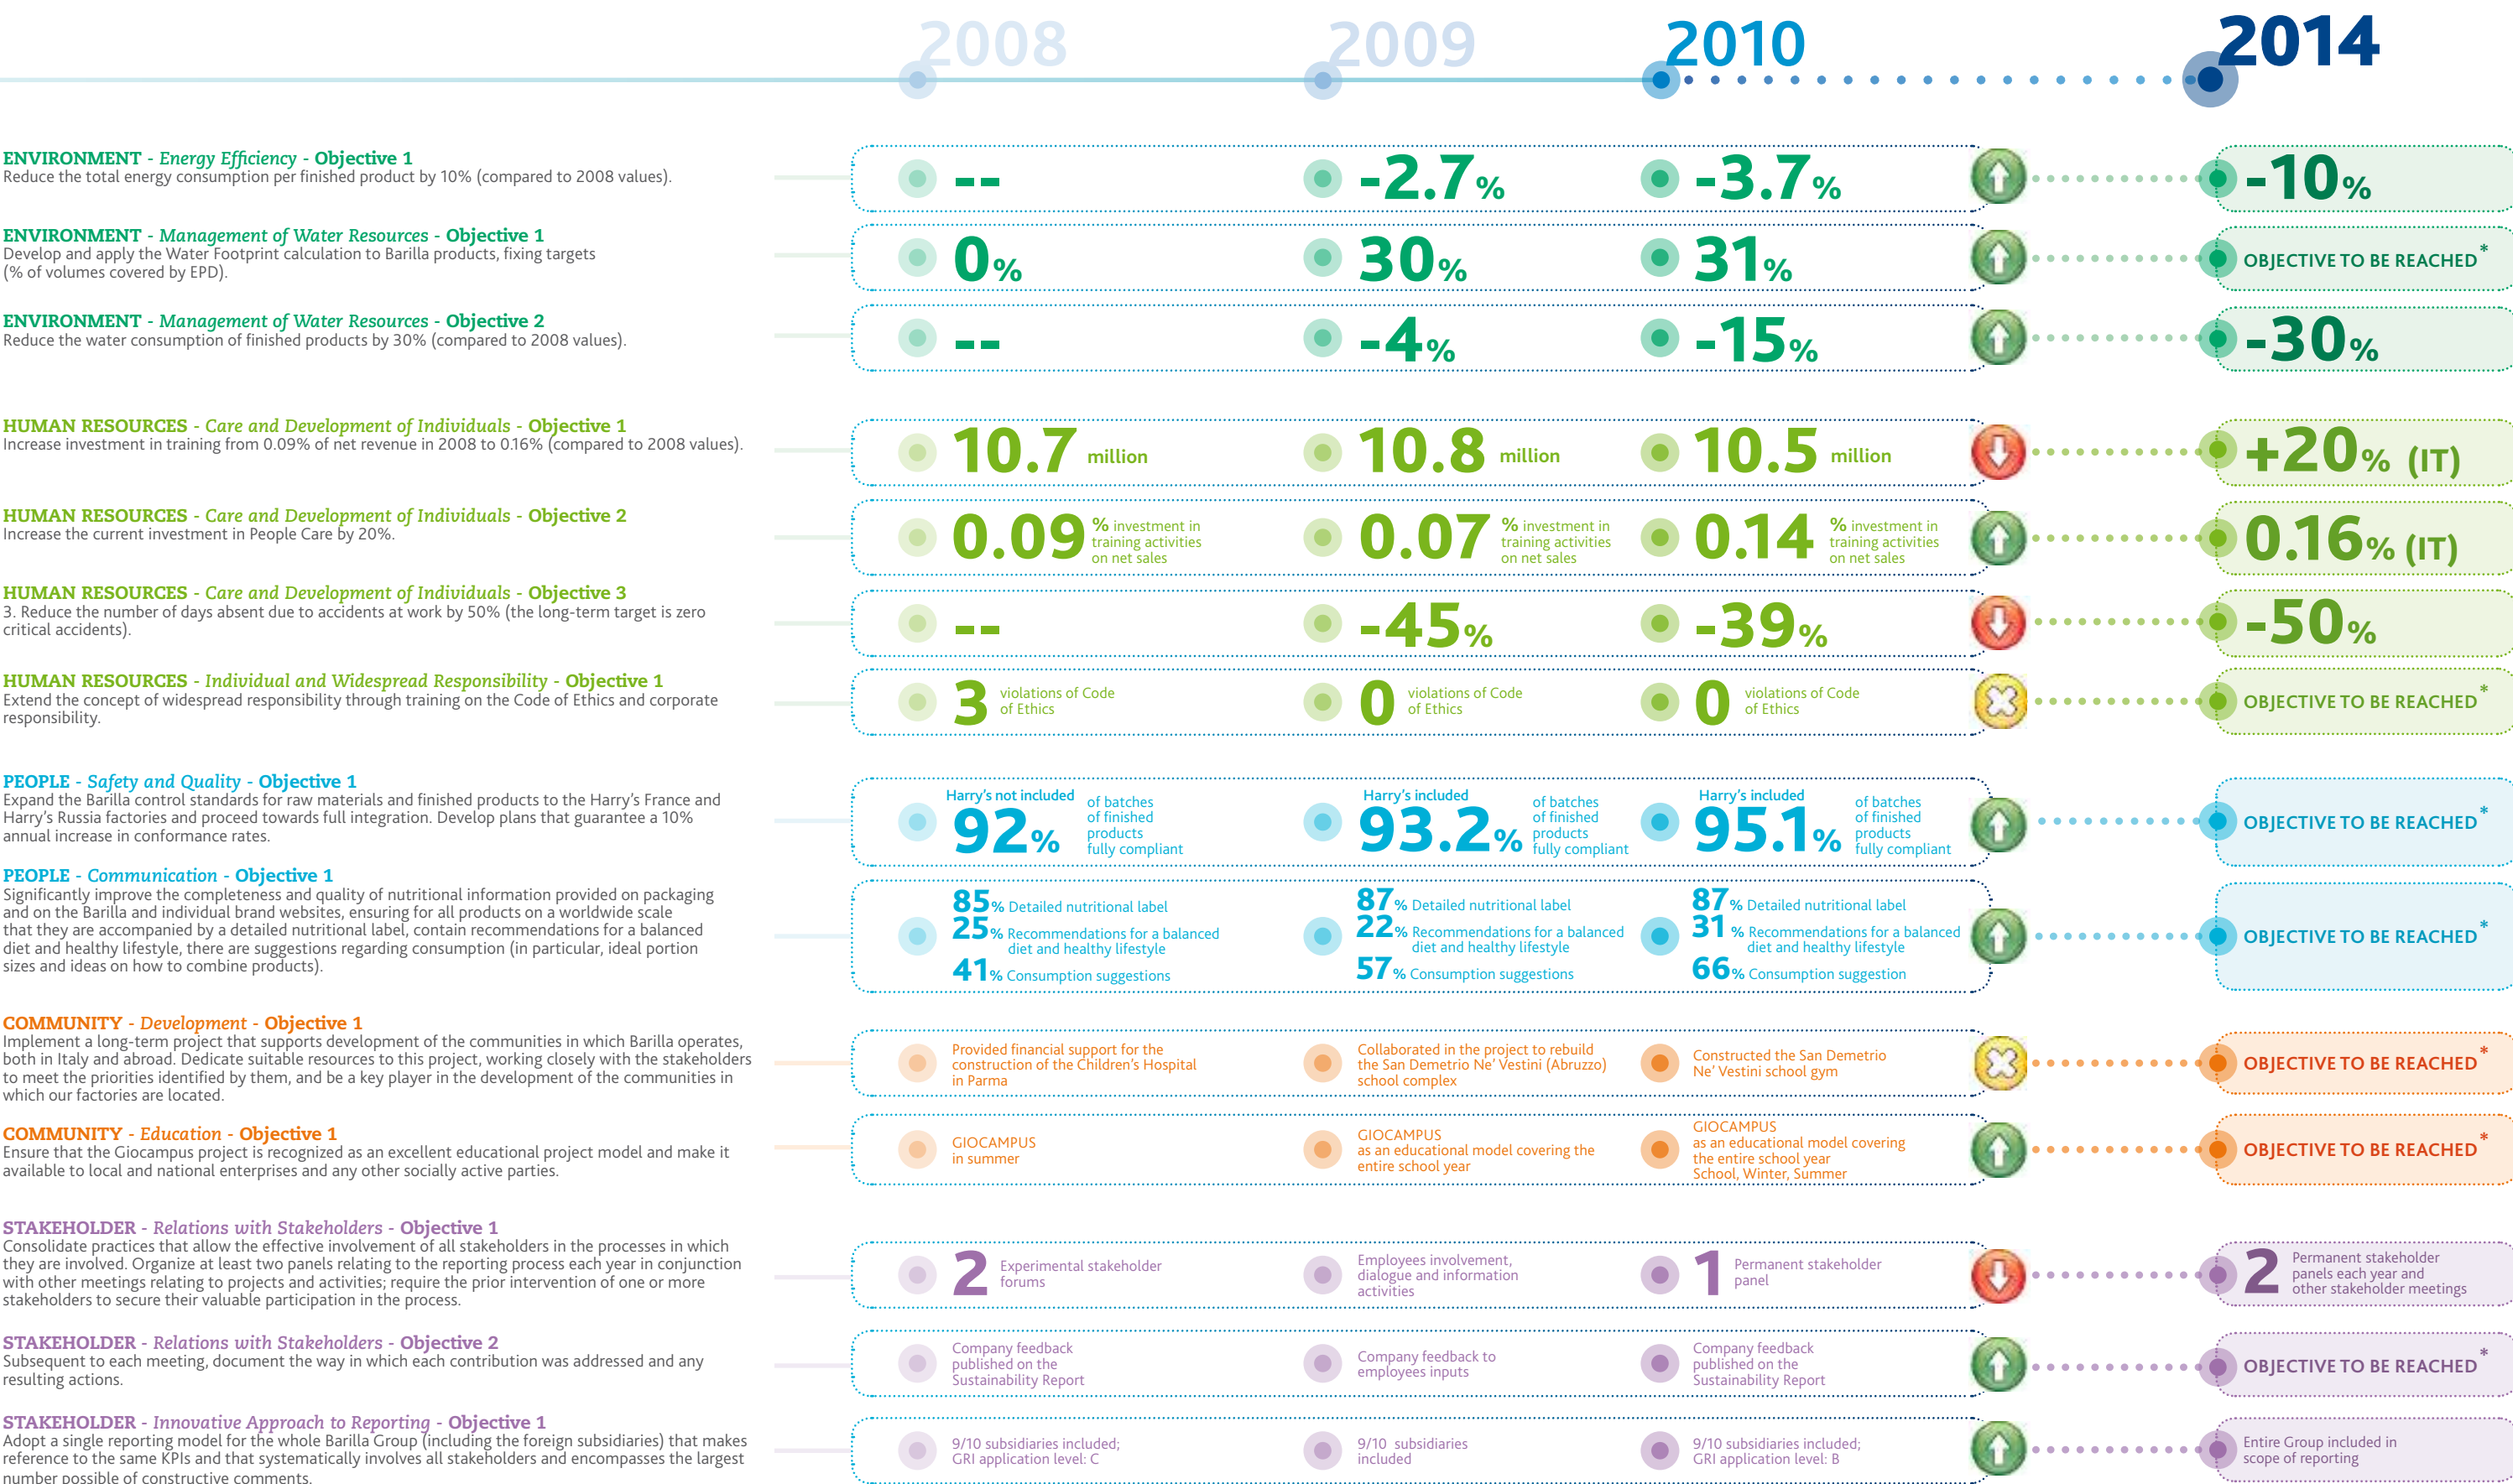 2008 2009 2010 2014
ENVIRONMENT - Energy Efficiency - Objective 1
Reduce the total energy consumption per finished product by 10% (compared to 2008 values).
--
-2.7%
-3.7%
-10%
ENVIRONMENT - Management of Water Resources - Objective 1
Develop and apply the Water Footprint calculation to Barilla products, fixing targets
(% of volumes covered by EPD).
0%
30%
31%
OBJECTIVE TO BE REACHED*
ENVIRONMENT - Management of Water Resources - Objective 2
Reduce the water consumption of finished products by 30% (compared to 2008 values).
--
-4%
-15%
-30%
HUMAN RESOURCES - Care and Development of Individuals - Objective 1
Increase investment in training from 0.09% of net revenue in 2008 to 0.16% (compared to 2008 values).
10.7 million
10.8 million
10.5 million
+20% (IT)
HUMAN RESOURCES - Care and Development of Individuals - Objective 2
Increase the current investment in People Care by 20%.
0.09 % investment in
training activities
on net sales
0.07 % investment in
training activities
on net sales
0.14 % investment in
training activities
on net sales
0.16% (IT)
HUMAN RESOURCES - Care and Development of Individuals - Objective 3
3. Reduce the number of days absent due to accidents at work by 50% (the long-term target is zero
critical accidents).
--
-45%
-39%
-50%
HUMAN RESOURCES - Individual and Widespread Responsibility - Objective 1
Extend the concept of widespread responsibility through training on the Code of Ethics and corporate
responsibility.
3 violations of Code
of Ethics
0 violations of Code
of Ethics
0 violations of Code
of Ethics
OBJECTIVE TO BE REACHED*
PEOPLE - Safety and Quality - Objective 1
Expand the Barilla control standards for raw materials and finished products to the Harry's France and
Harry's Russia factories and proceed towards full integration. Develop plans that guarantee a 10%
annual increase in conformance rates.
Harry's not included
92% of batches
of finished
products
fully compliant
Harry's included
93.2% of batches
of finished
products
fully compliant
Harry's included
95.1% of batches
of finished
products
fully compliant
OBJECTIVE TO BE REACHED*
PEOPLE - Communication - Objective 1
Significantly improve the completeness and quality of nutritional information provided on packaging
and on the Barilla and individual brand websites, ensuring for all products on a worldwide scale
that they are accompanied by a detailed nutritional label, contain recommendations for a balanced
diet and healthy lifestyle, there are suggestions regarding consumption (in particular, ideal portion
sizes and ideas on how to combine products).
85% Detailed nutritional label
25% Recommendations for a balanced
diet and healthy lifestyle
41% Consumption suggestions
87% Detailed nutritional label
22% Recommendations for a balanced
diet and healthy lifestyle
57% Consumption suggestions
87% Detailed nutritional label
31% Recommendations for a balanced
diet and healthy lifestyle
66% Consumption suggestion
OBJECTIVE TO BE REACHED*
COMMUNITY - Development - Objective 1
Implement a long-term project that supports development of the communities in which Barilla operates,
both in Italy and abroad. Dedicate suitable resources to this project, working closely with the stakeholders
to meet the priorities identified by them, and be a key player in the development of the communities in
which our factories are located.
Provided financial support for the
construction of the Children's Hospital
in Parma
Collaborated in the project to rebuild
the San Demetrio Ne' Vestini (Abruzzo)
school complex
Constructed the San Demetrio
Ne' Vestini school gym
OBJECTIVE TO BE REACHED*
COMMUNITY - Education - Objective 1
Ensure that the Giocampus project is recognized as an excellent educational project model and make it
available to local and national enterprises and any other socially active parties.
GIOCAMPUS
in summer
GIOCAMPUS
as an educational model covering the
entire school year
GIOCAMPUS
as an educational model covering
the entire school year
School, Winter, Summer
OBJECTIVE TO BE REACHED*
STAKEHOLDER - Relations with Stakeholders - Objective 1
Consolidate practices that allow the effective involvement of all stakeholders in the processes in which
they are involved. Organize at least two panels relating to the reporting process each year in conjunction
with other meetings relating to projects and activities; require the prior intervention of one or more
stakeholders to secure their valuable participation in the process.
2 Experimental stakeholder
forums
Employees involvement,
dialogue and information
activities
1 Permanent stakeholder
panel
2 Permanent stakeholder
panels each year and
other stakeholder meetings
STAKEHOLDER - Relations with Stakeholders - Objective 2
Subsequent to each meeting, document the way in which each contribution was addressed and any
resulting actions.
Company feedback
published on the
Sustainability Report
Company feedback to
employees inputs
Company feedback
published on the
Sustainability Report
OBJECTIVE TO BE REACHED*
STAKEHOLDER - Innovative Approach to Reporting - Objective 1
Adopt a single reporting model for the whole Barilla Group (including the foreign subsidiaries) that makes
reference to the same KPIs and that systematically involves all stakeholders and encompasses the largest
number possible of constructive comments.
9/10 subsidiaries included;
GRI application level: C
9/10 subsidiaries
included
9/10 subsidiaries included;
GRI application level: B
Entire Group included in
scope of reporting